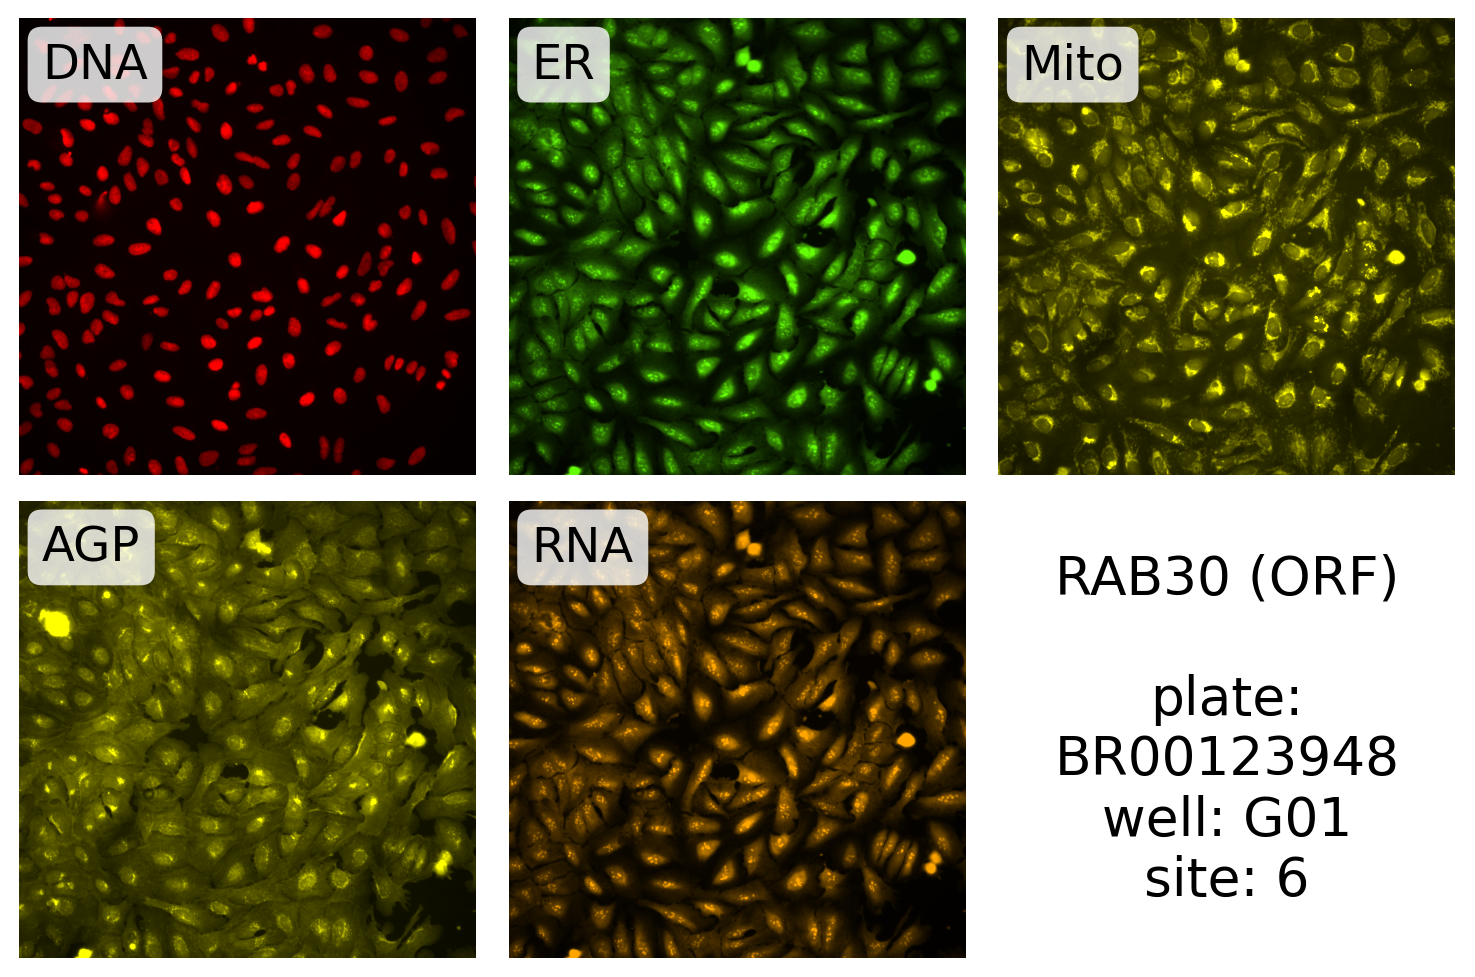 DNA
ER
Mito
AGP
RNA
RAB30 (ORF)
plate:
BR00123948
well: G01
site: 6